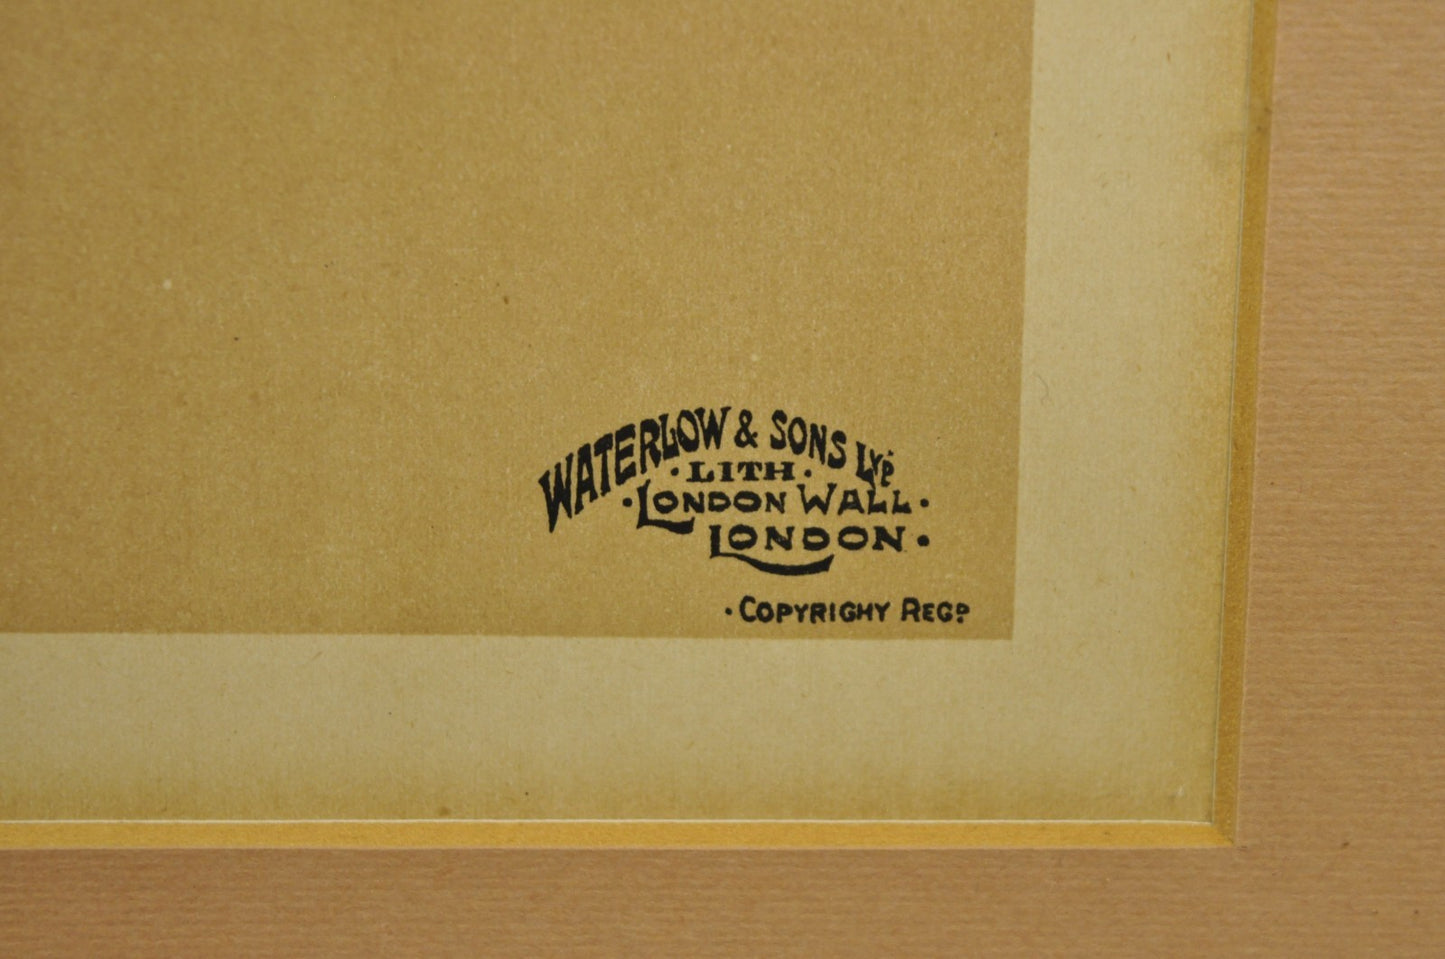 WATERLOW & SONS LTD.
· LITH ·
· LONDON WALL ·
LONDON ·
· COPYRIGHY REGD.